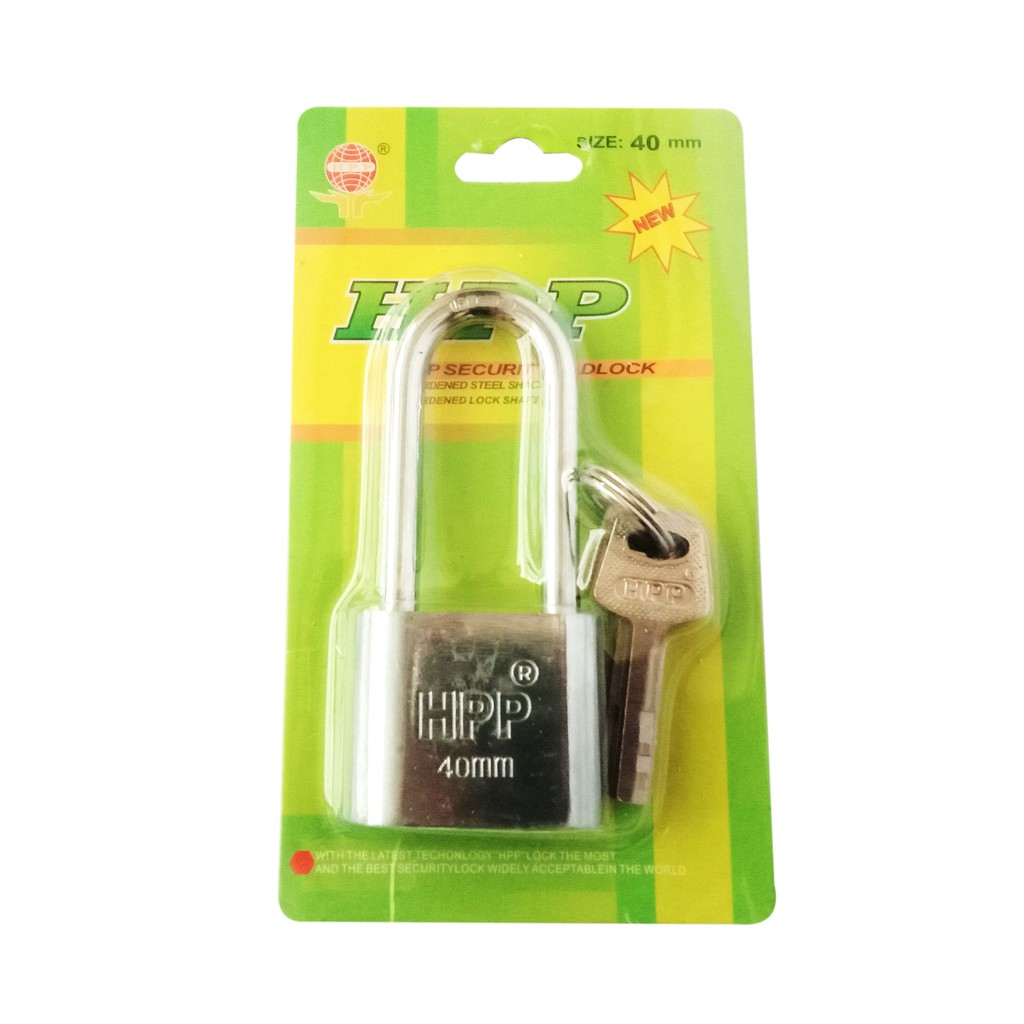 SIZE: 40 mm
HPP ®
NEW
HPP
P SECURIT DLOCK
RDENED STEEL SHAC
RDENED LOCK SHAF
HPP
HPP ®
40mm
WITH THE LATEST TECHONLOGY "HPP" LOCK THE MOST
AND THE BEST SECURITYLOCK WIDELY ACCEPTABLEIN THE WORLD